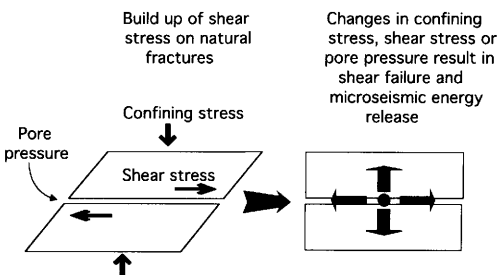 Build up of shear
stress on natural
fractures
Changes in confining
stress, shear stress or
pore pressure result in
shear failure and
microseismic energy
release
Confining stress
Pore
pressure
Shear stress